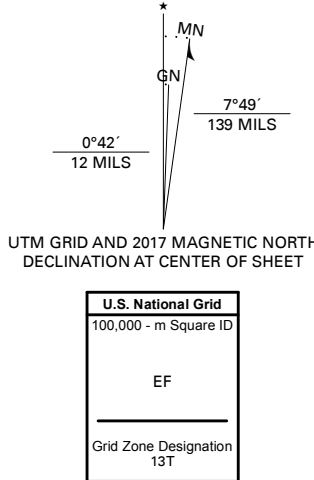 ★
MN
GN
7°49´
139 MILS
0°42´
12 MILS
UTM GRID AND 2017 MAGNETIC NORTH
DECLINATION AT CENTER OF SHEET
U.S. National Grid
100,000 - m Square ID
EF
Grid Zone Designation
13T